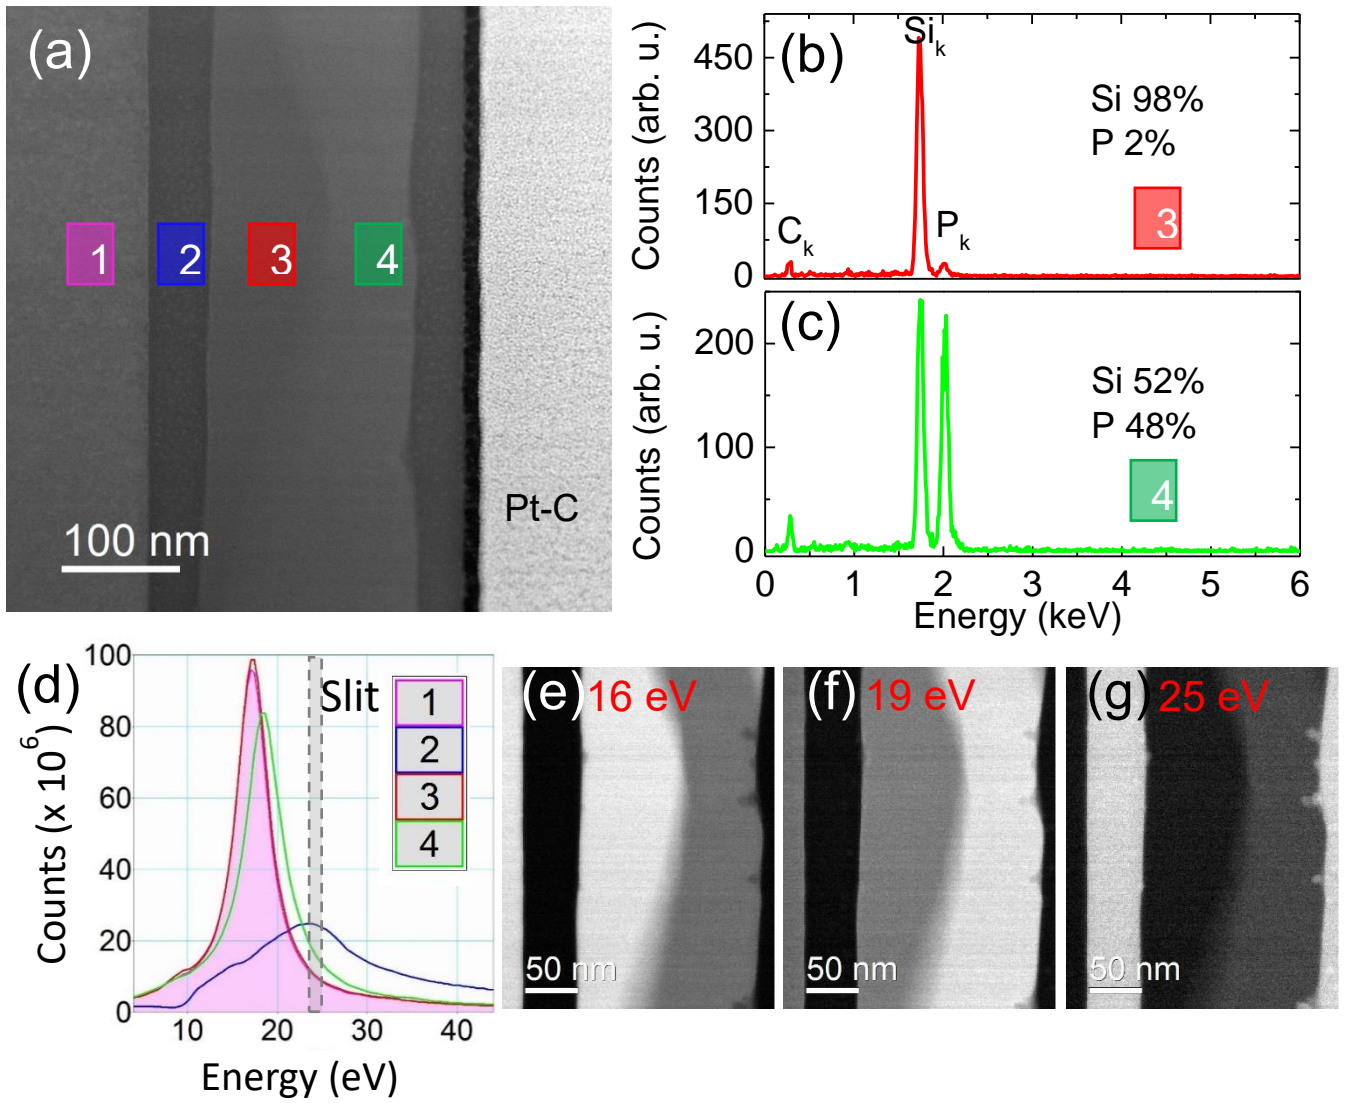 (a)
1
2
3
4
Pt-C
100 nm
(b)
Counts (arb. u.)
450
300
150
0
Si_k
C_k
P_k
Si 98%
P 2%
3
(c)
Counts (arb. u.)
200
100
0
Si 52%
P 48%
4
0 1 2 3 4 5 6
Energy (keV)
(d)
Counts (x 10^6)
100
80
60
40
20
0
Slit
1
2
3
4
10 20 30 40
Energy (eV)
(e) 16 eV
50 nm
(f) 19 eV
50 nm
(g) 25 eV
50 nm